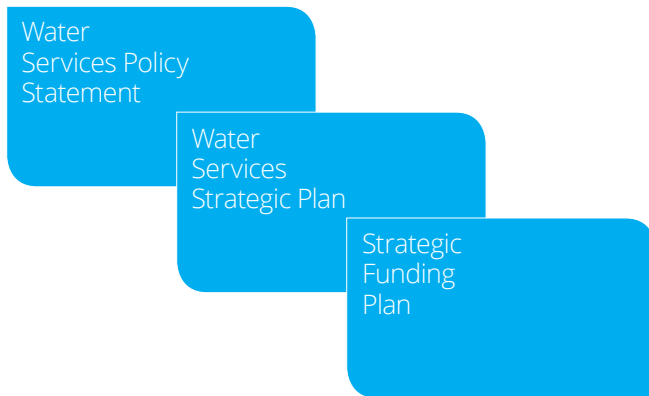 Water
Services Policy
Statement
Water
Services
Strategic Plan
Strategic
Funding
Plan